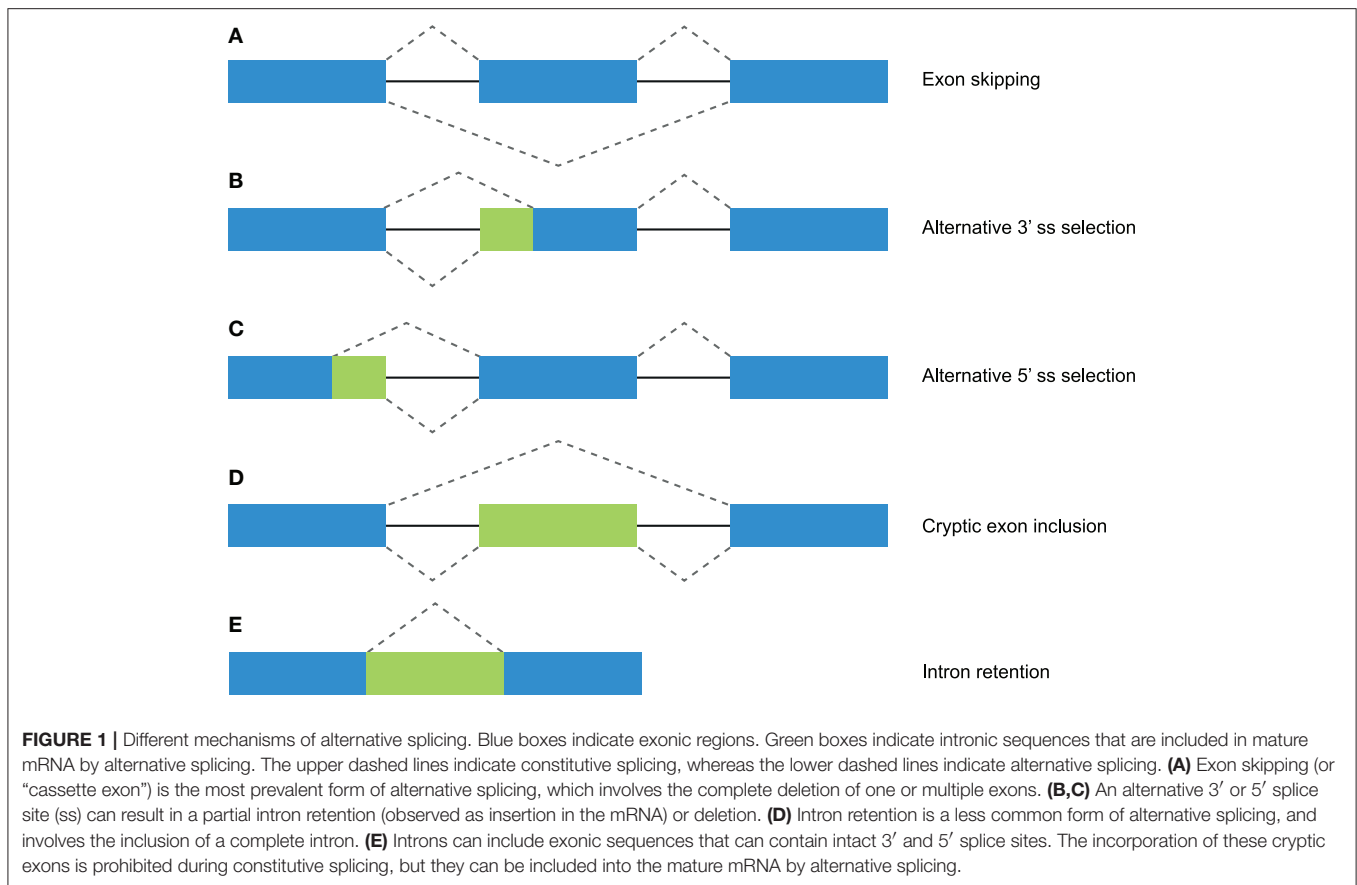 A
Exon skipping
B
Alternative 3' ss selection
C
Alternative 5' ss selection
D
Cryptic exon inclusion
E
Intron retention
FIGURE 1 | Different mechanisms of alternative splicing. Blue boxes indicate exonic regions. Green boxes indicate intronic sequences that are included in mature
mRNA by alternative splicing. The upper dashed lines indicate constitutive splicing, whereas the lower dashed lines indicate alternative splicing. (A) Exon skipping (or
“cassette exon”) is the most prevalent form of alternative splicing, which involves the complete deletion of one or multiple exons. (B,C) An alternative 3′ or 5′ splice
site (ss) can result in a partial intron retention (observed as insertion in the mRNA) or deletion. (D) Intron retention is a less common form of alternative splicing, and
involves the inclusion of a complete intron. (E) Introns can include exonic sequences that can contain intact 3′ and 5′ splice sites. The incorporation of these cryptic
exons is prohibited during constitutive splicing, but they can be included into the mature mRNA by alternative splicing.